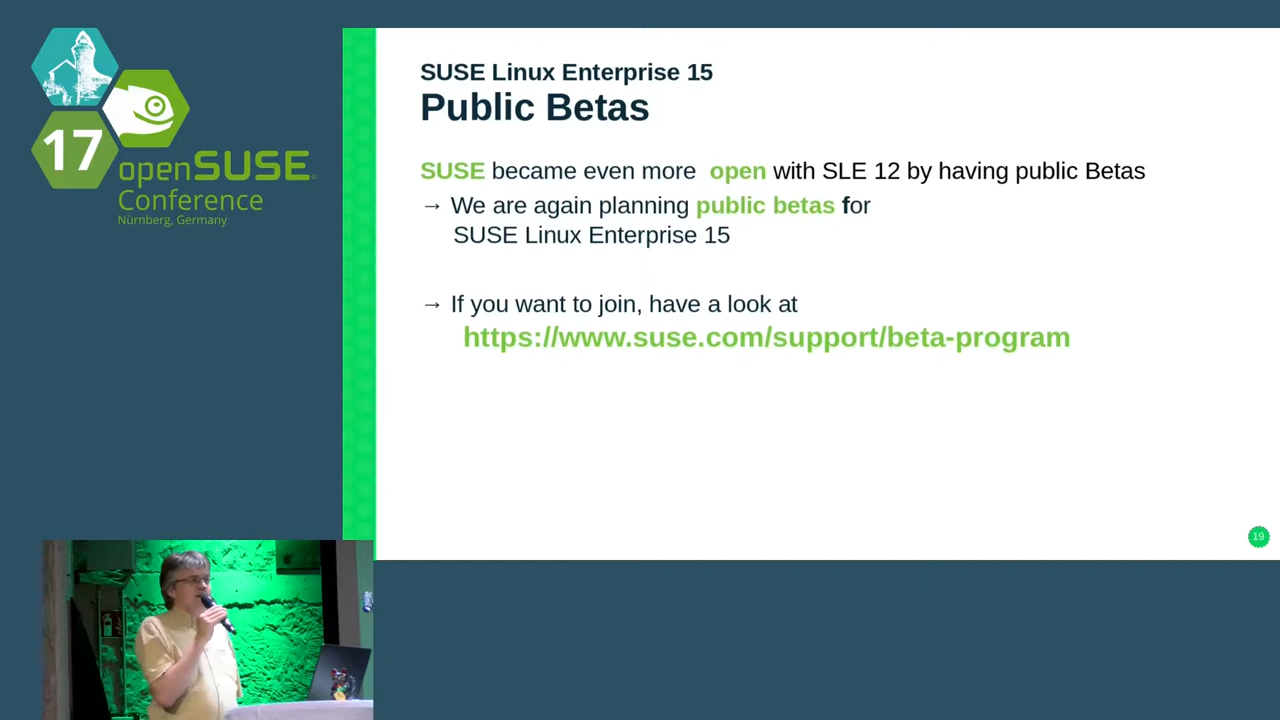 17
openSUSE
Conference
Nürnberg, Germany
SUSE Linux Enterprise 15
Public Betas
SUSE became even more open with SLE 12 by having public Betas
→ We are again planning public betas for
SUSE Linux Enterprise 15
→ If you want to join, have a look at
https://www.suse.com/support/beta-program
19